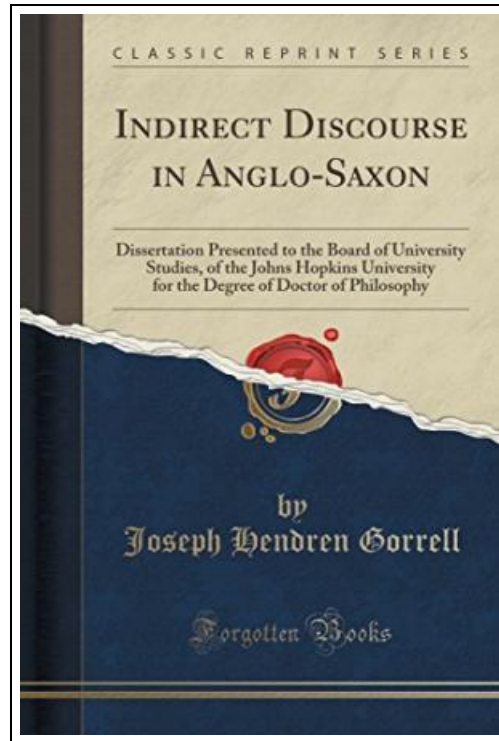 CLASSIC REPRINT SERIES
INDIRECT DISCOURSE
IN ANGLO-SAXON
Dissertation Presented to the Board of University
Studies, of the Johns Hopkins University
for the Degree of Doctor of Philosophy
by
Joseph Hendren Gorrell
Forgotten Books